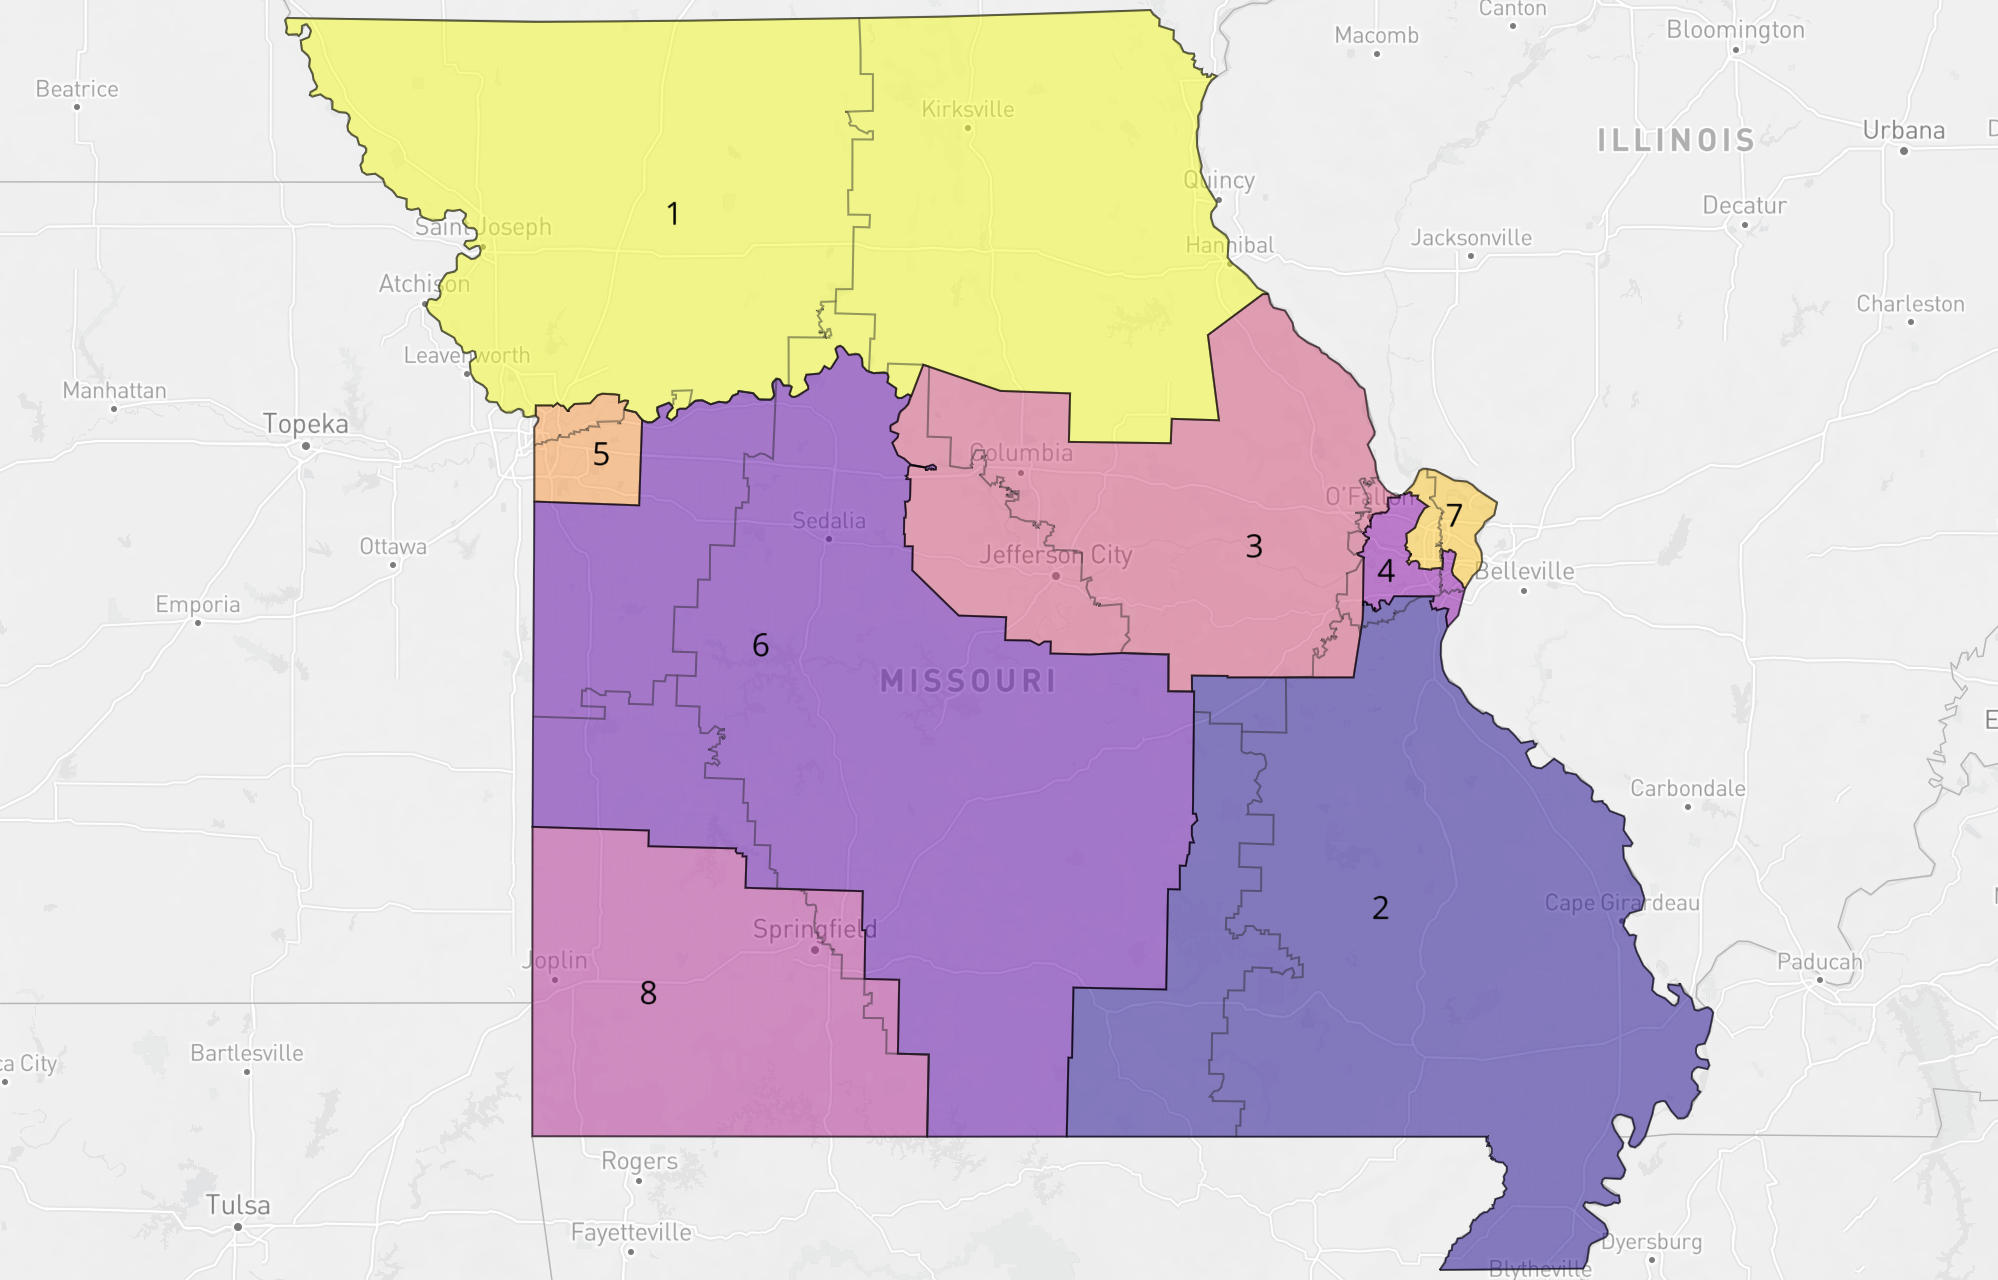 Canton
Macomb
Bloomington
Beatrice
Kirksville
ILLINOIS
Urbana
D
1
Quincy
Decatur
Saint Joseph
Hannibal
Jacksonville
Atchison
Charleston
Leavenworth
Manhattan
Topeka
5
Columbia
O'Fallon
7
Sedalia
3
Ottawa
Jefferson City
4
Belleville
Emporia
6
MISSOURI
E
Carbondale
2
Cape Girardeau
Springfield
Joplin
Paducah
8
Bartlesville
ca City
Rogers
Tulsa
Fayetteville
Dyersburg
Blytheville